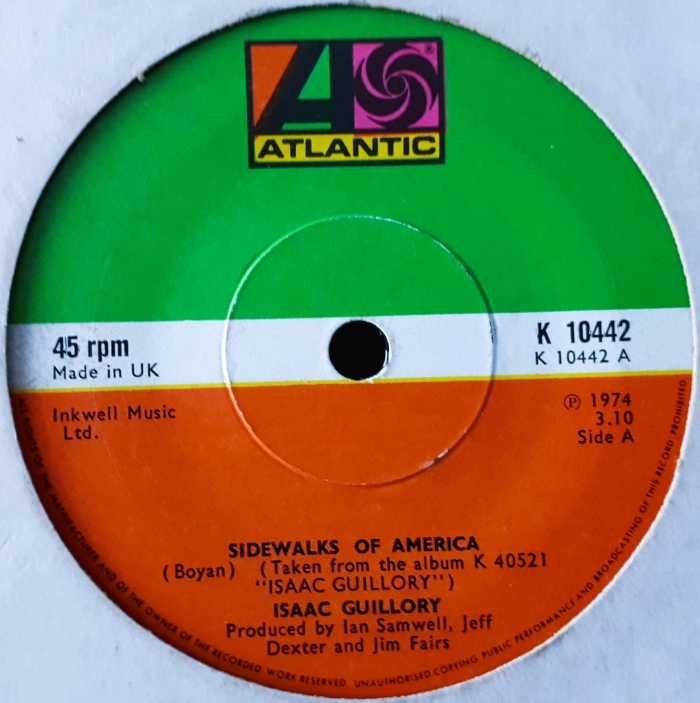 A
®
ATLANTIC
45 rpm
Made in UK
K 10442
K 10442 A
Inkwell Music
Ltd.
℗ 1974
3.10
Side A
SIDEWALKS OF AMERICA
(Boyan) (Taken from the album K 40521
“ISAAC GUILLORY”)
ISAAC GUILLORY
Produced by Ian Samwell, Jeff
Dexter and Jim Fairs
ALL RIGHTS OF THE MANUFACTURER AND OF THE OWNER OF THE RECORDED WORK RESERVED. UNAUTHORISED COPYING PUBLIC PERFORMANCE AND BROADCASTING OF THIS RECORD PROHIBITED.